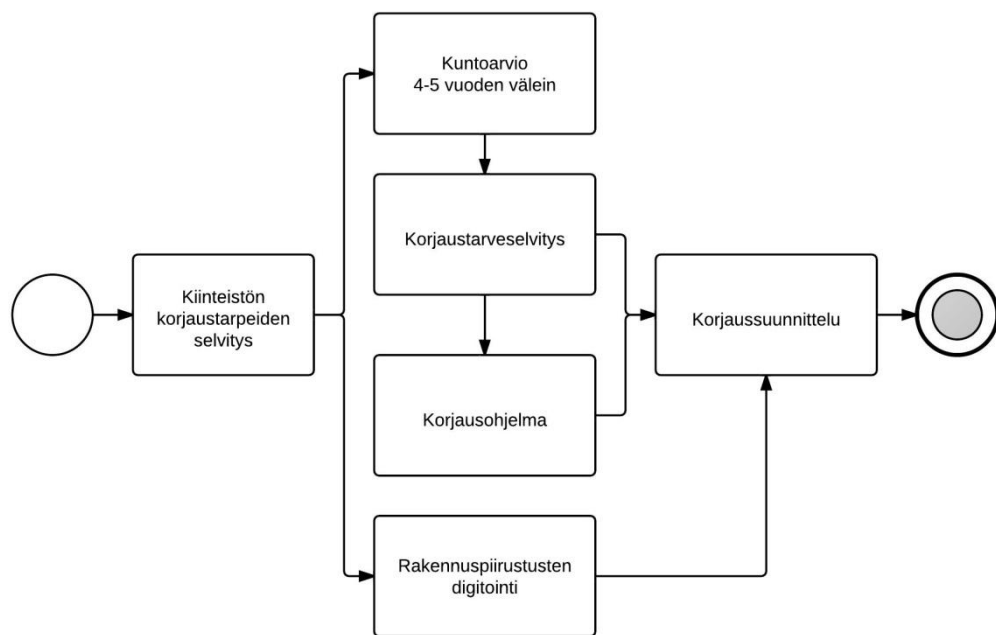 Kuntoarvio
4-5 vuoden välein
Korjaustarveselvitys
Kiinteistön
korjaustarpeiden
selvitys
Korjaussuunnittelu
Korjausohjelma
Rakennuspiirustusten
digitointi